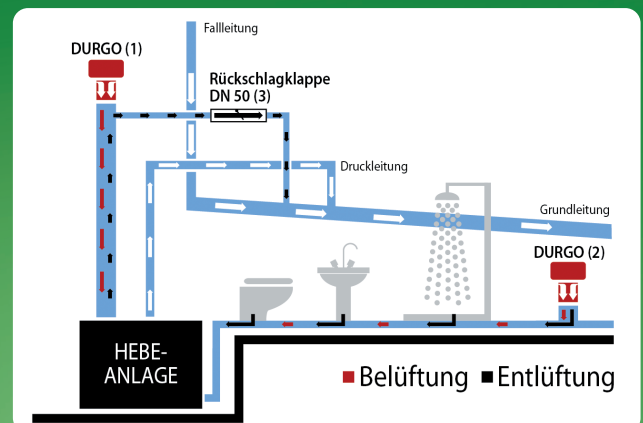 Fallleitung
DURGO (1)
Rückschlagklappe
DN 50 (3)
Druckleitung
Grundleitung
DURGO (2)
HEBE-
ANLAGE
Belüftung
Entlüftung